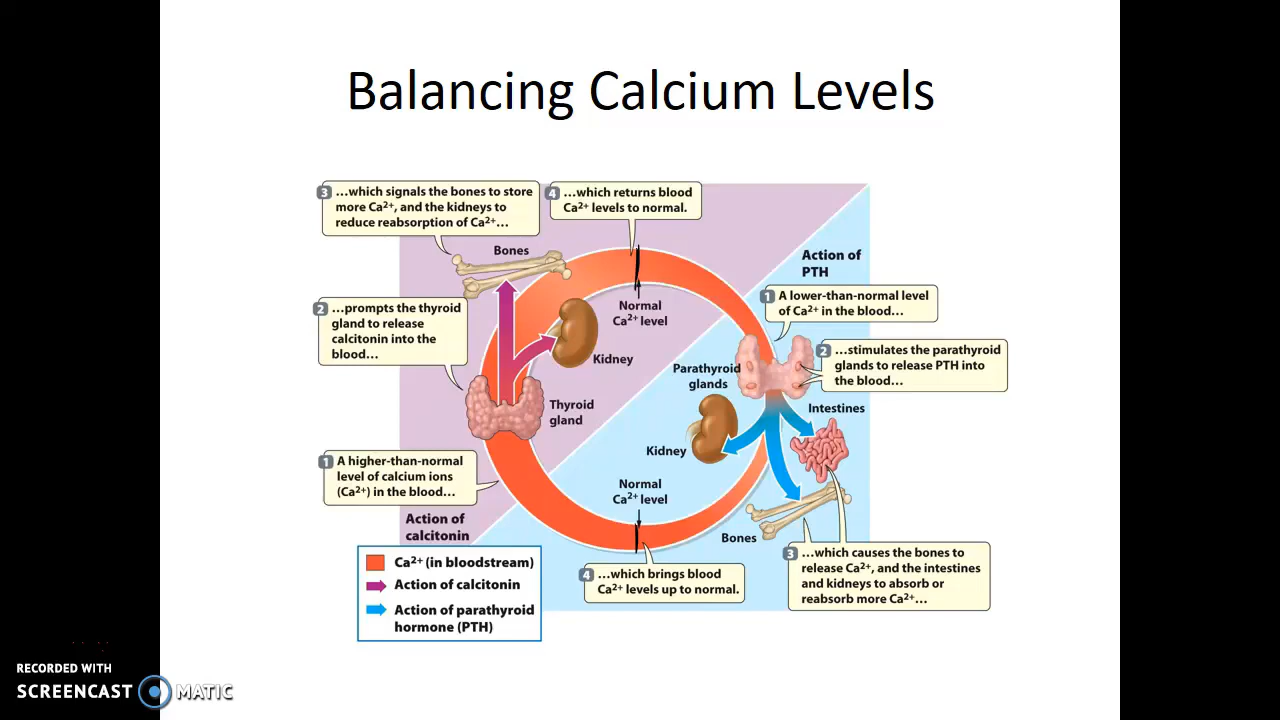 Balancing Calcium Levels
3 ...which signals the bones to store
more Ca²⁺, and the kidneys to
reduce reabsorption of Ca²⁺...
4 ...which returns blood
Ca²⁺ levels to normal.
Bones
Action of
PTH
2 ...prompts the thyroid
gland to release
calcitonin into the
blood...
Normal
Ca²⁺ level
1 A lower-than-normal level
of Ca²⁺ in the blood...
Kidney
Parathyroid
glands
2 ...stimulates the parathyroid
glands to release PTH into
the blood...
Thyroid
gland
Intestines
Kidney
1 A higher-than-normal
level of calcium ions
(Ca²⁺) in the blood...
Normal
Ca²⁺ level
Action of
calcitonin
Bones
Ca²⁺ (in bloodstream)
Action of calcitonin
Action of parathyroid
hormone (PTH)
4 ...which brings blood
Ca²⁺ levels up to normal.
3 ...which causes the bones to
release Ca²⁺, and the intestines
and kidneys to absorb or
reabsorb more Ca²⁺...
RECORDED WITH
SCREENCAST MATIC